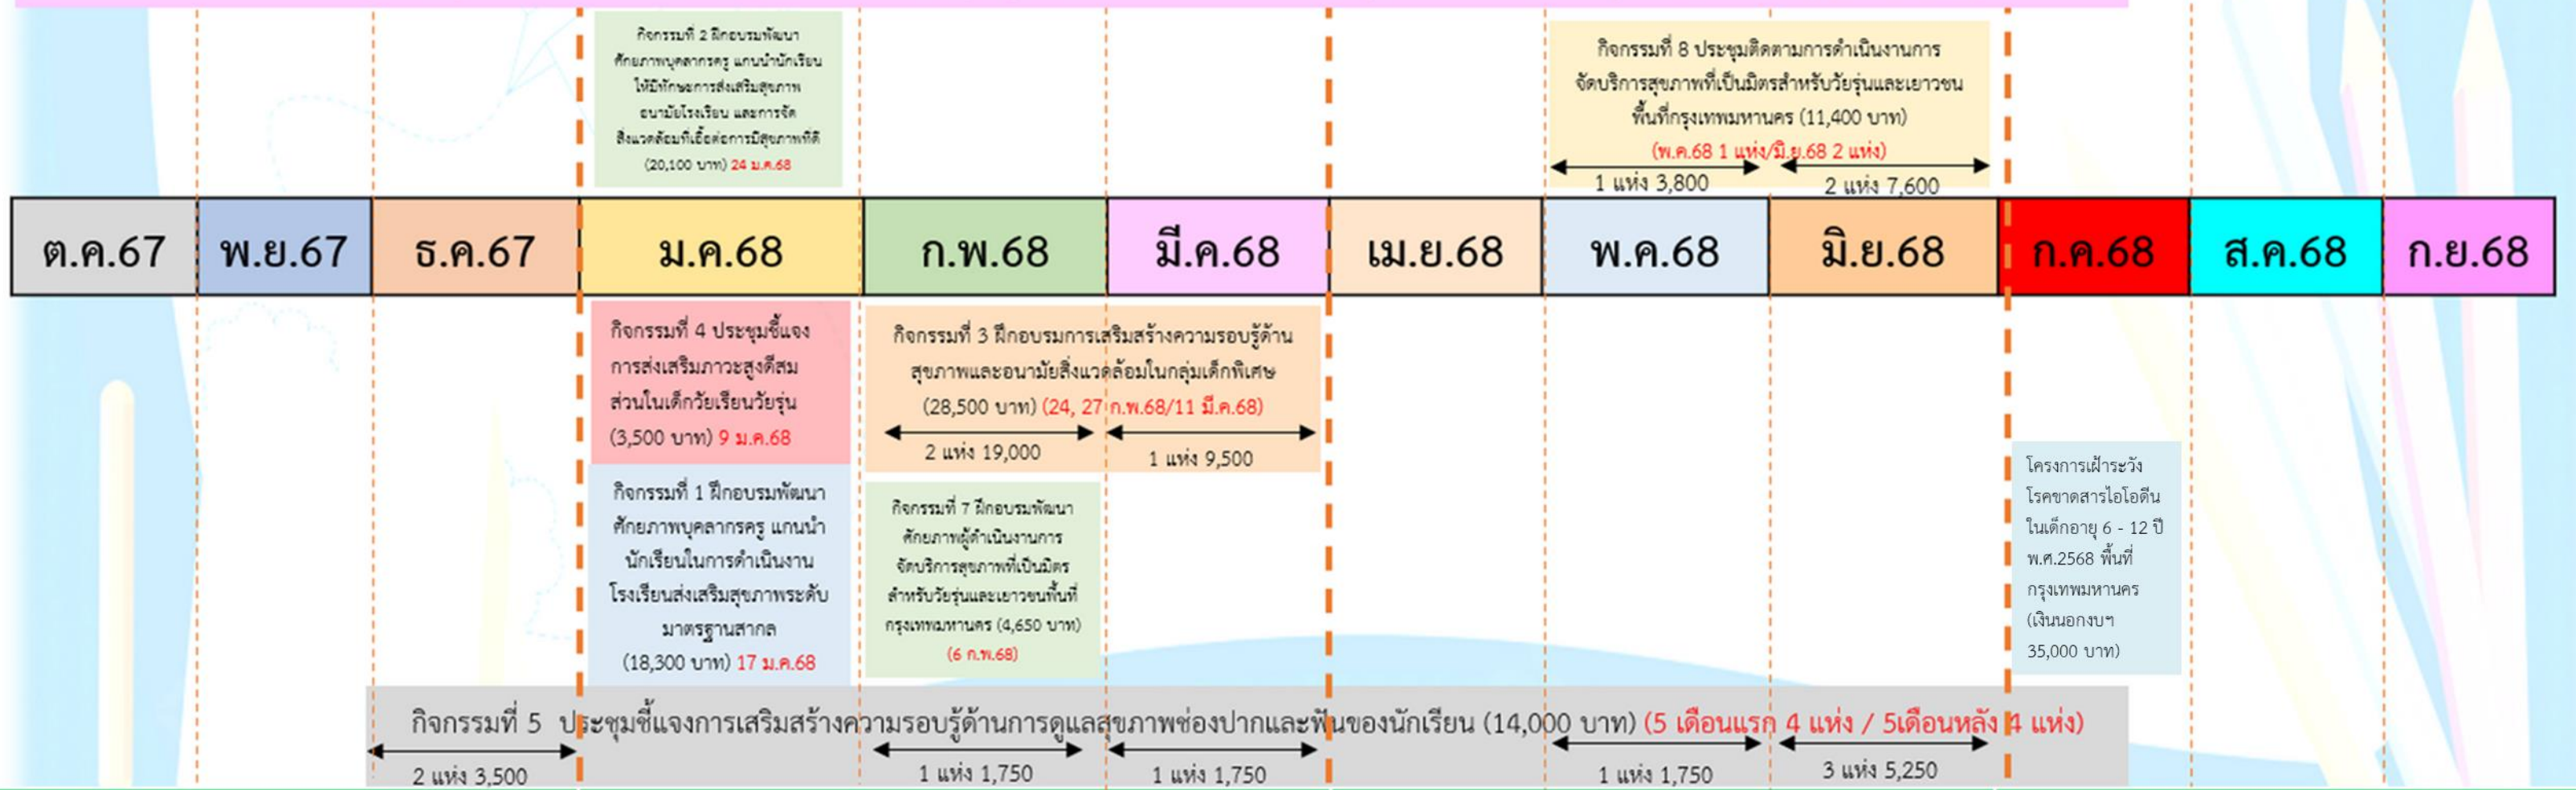 กิจกรรมที่ 2 ฝึกอบรมพัฒนา
ศักยภาพบุคลากรครู แกนนำนักเรียน
ให้มีทักษะการส่งเสริมสุขภาพ
อนามัยโรงเรียน และการจัด
สิ่งแวดล้อมที่เอื้อต่อการมีสุขภาพที่ดี
(20,100 บาท) 24 ม.ค.68
กิจกรรมที่ 8 ประชุมติดตามการดำเนินงานการ
จัดบริการสุขภาพที่เป็นมิตรสำหรับวัยรุ่นและเยาวชน
พื้นที่กรุงเทพมหานคร (11,400 บาท)
(พ.ค.68 1 แห่ง/มิ.ย.68 2 แห่ง)
1 แห่ง 3,800
2 แห่ง 7,600
ต.ค.67
พ.ย.67
ธ.ค.67
ม.ค.68
ก.พ.68
มี.ค.68
เม.ย.68
พ.ค.68
มิ.ย.68
ก.ค.68
ส.ค.68
ก.ย.68
กิจกรรมที่ 4 ประชุมชี้แจง
การส่งเสริมภาวะสูงดีสม
ส่วนในเด็กวัยเรียนวัยรุ่น
(3,500 บาท) 9 ม.ค.68
กิจกรรมที่ 3 ฝึกอบรมการเสริมสร้างความรอบรู้ด้าน
สุขภาพและอนามัยสิ่งแวดล้อมในกลุ่มเด็กพิเศษ
(28,500 บาท) (24, 27 ก.พ.68/11 มี.ค.68)
2 แห่ง 19,000
1 แห่ง 9,500
กิจกรรมที่ 1 ฝึกอบรมพัฒนา
ศักยภาพบุคลากรครู แกนนำ
นักเรียนในการดำเนินงาน
โรงเรียนส่งเสริมสุขภาพระดับ
มาตรฐานสากล
(18,300 บาท) 17 ม.ค.68
กิจกรรมที่ 7 ฝึกอบรมพัฒนา
ศักยภาพผู้ดำเนินงานการ
จัดบริการสุขภาพที่เป็นมิตร
สำหรับวัยรุ่นและเยาวชนพื้นที่
กรุงเทพมหานคร (4,650 บาท)
(6 ก.พ.68)
โครงการเฝ้าระวัง
โรคขาดสารไอโอดีน
ในเด็กอายุ 6 - 12 ปี
พ.ศ.2568 พื้นที่
กรุงเทพมหานคร
(เงินนอกงบฯ
35,000 บาท)
กิจกรรมที่ 5 ประชุมชี้แจงการเสริมสร้างความรอบรู้ด้านการดูแลสุขภาพช่องปากและฟันของนักเรียน (14,000 บาท) (5 เดือนแรก 4 แห่ง / 5เดือนหลัง 4 แห่ง)
2 แห่ง 3,500
1 แห่ง 1,750
1 แห่ง 1,750
1 แห่ง 1,750
3 แห่ง 5,250